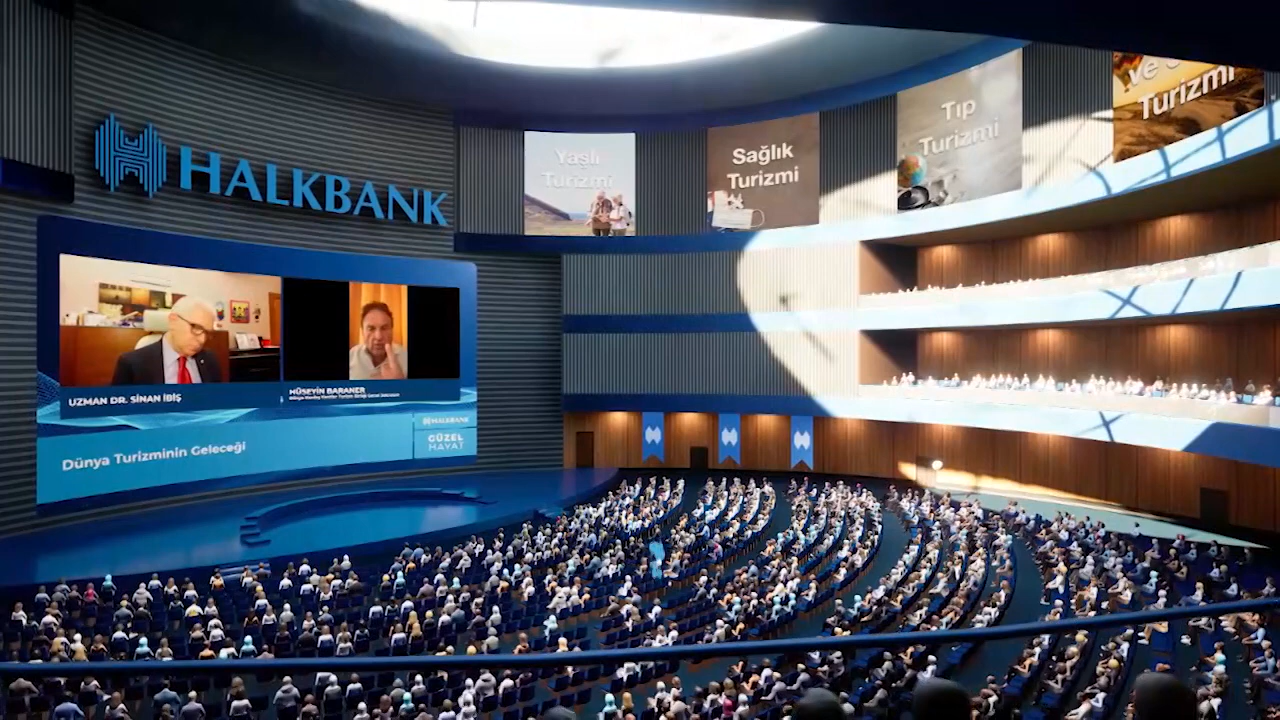 HALKBANK
Yaşlı
Turizmi
Sağlık
Turizmi
Tıp
Turizmi
ve
Turizmi
UZMAN DR. SİNAN İBİŞ
HÜSEYİN BARANER
Dünya Turizminin Geleceği
HALKBANK
GÜZEL
HAYAT